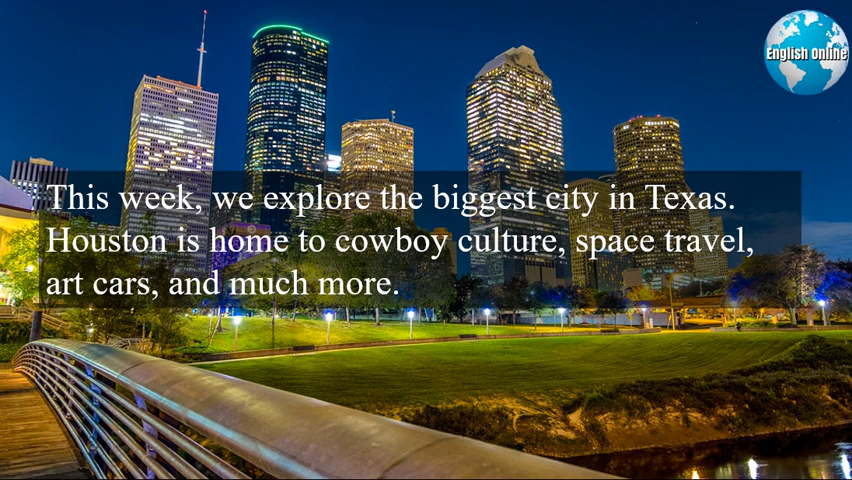 English Online
This week, we explore the biggest city in Texas.
Houston is home to cowboy culture, space travel,
art cars, and much more.